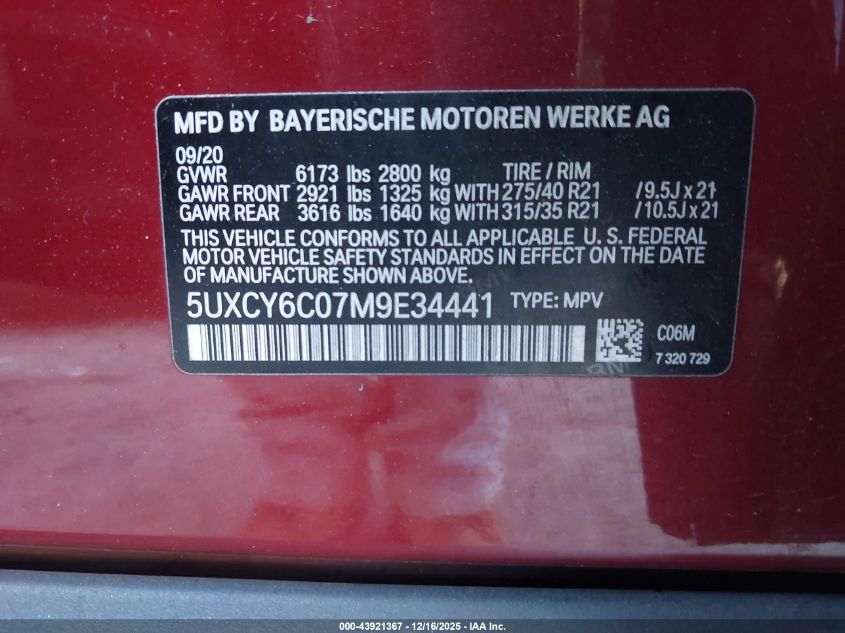 MFD BY BAYERISCHE MOTOREN WERKE AG
09/20
GVWR 6173 lbs 2800 kg TIRE / RIM
GAWR FRONT 2921 lbs 1325 kg WITH 275/40 R21 /9.5J x 21
GAWR REAR 3616 lbs 1640 kg WITH 315/35 R21 /10.5J x 21
THIS VEHICLE CONFORMS TO ALL APPLICABLE U. S. FEDERAL
MOTOR VEHICLE SAFETY STANDARDS IN EFFECT ON THE DATE
OF MANUFACTURE SHOWN ABOVE.
5UXCY6C07M9E34441 TYPE: MPV
C06M
7 320 729
000-43921367 - 12/16/2025 - IAA Inc.